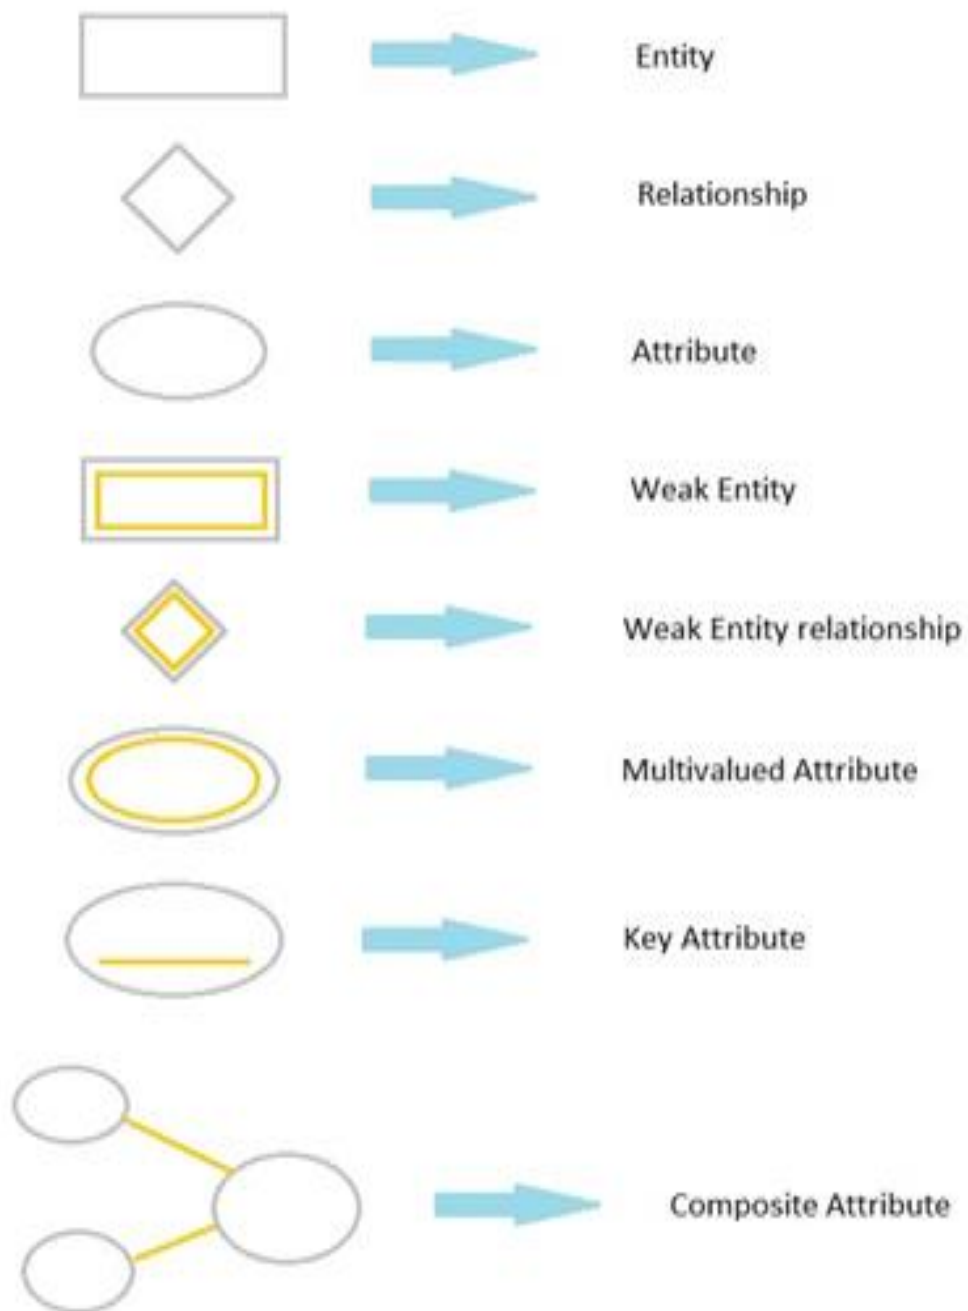 Entity
Relationship
Attribute
Weak Entity
Weak Entity relationship
Multivalued Attribute
Key Attribute
Composite Attribute